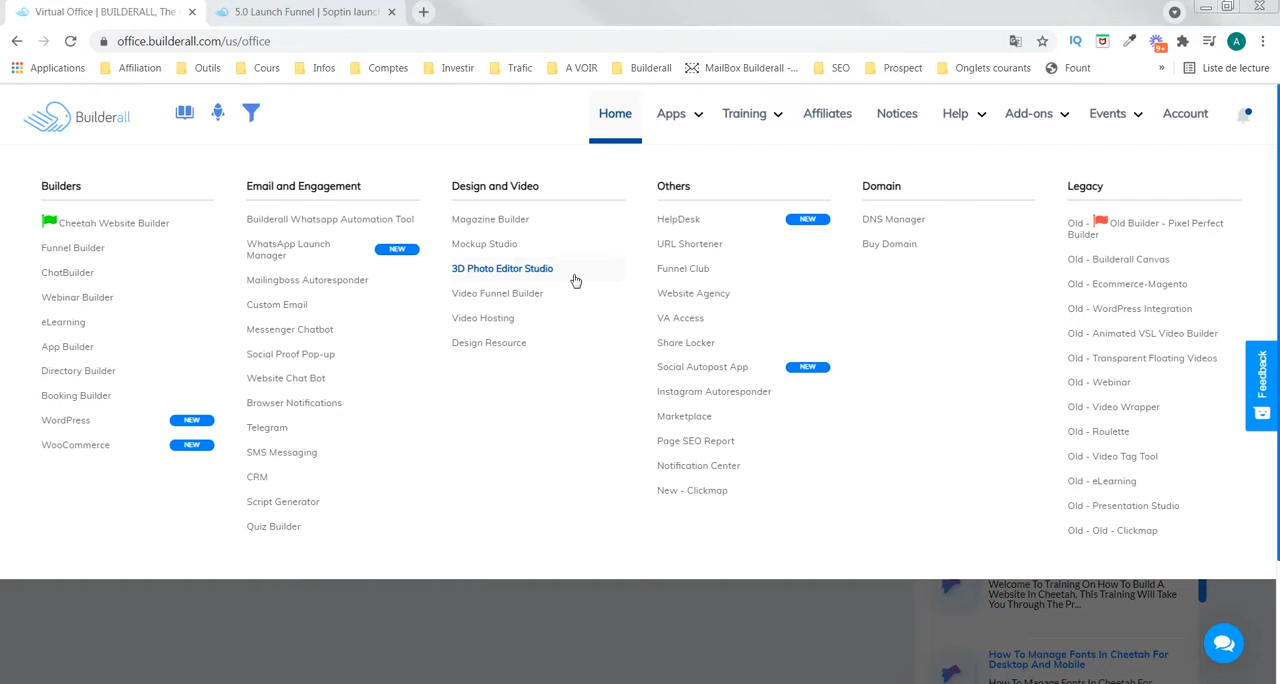 Virtual Office | BUILDERALL, The
5.0 Launch Funnel | 5optin launch
office.builderall.com/us/office
IQ
9+
A
Applications
Affiliation
Outils
Cours
Infos
Comptes
Investir
Trafic
A VOIR
Builderall
MailBox Builderall -...
SEO
Prospect
Onglets courants
Fount
»
Liste de lecture
Builderall
Home
Apps
Training
Affiliates
Notices
Help
Add-ons
Events
Account
Builders
Cheetah Website Builder
Funnel Builder
ChatBuilder
Webinar Builder
eLearning
App Builder
Directory Builder
Booking Builder
WordPress NEW
WooCommerce NEW
Email and Engagement
Builderall Whatsapp Automation Tool
WhatsApp Launch
Manager NEW
Mailingboss Autoresponder
Custom Email
Messenger Chatbot
Social Proof Pop-up
Website Chat Bot
Browser Notifications
Telegram
SMS Messaging
CRM
Script Generator
Quiz Builder
Design and Video
Magazine Builder
Mockup Studio
3D Photo Editor Studio
Video Funnel Builder
Video Hosting
Design Resource
Others
HelpDesk NEW
URL Shortener
Funnel Club
Website Agency
VA Access
Share Locker
Social Autopost App NEW
Instagram Autoresponder
Marketplace
Page SEO Report
Notification Center
New - Clickmap
Domain
DNS Manager
Buy Domain
Legacy
Old - Old Builder - Pixel Perfect
Builder
Old - Builderall Canvas
Old - Ecommerce-Magento
Old - WordPress Integration
Old - Animated VSL Video Builder
Old - Transparent Floating Videos
Old - Webinar
Old - Video Wrapper
Old - Roulette
Old - Video Tag Tool
Old - eLearning
Old - Presentation Studio
Old - Old - Clickmap
Feedback
Welcome To Training On How To Build A
Website In Cheetah. This Training Will Take
You Through The Pr...
How To Manage Fonts In Cheetah For
Desktop And Mobile
How To Manage Fonts In Cheetah For